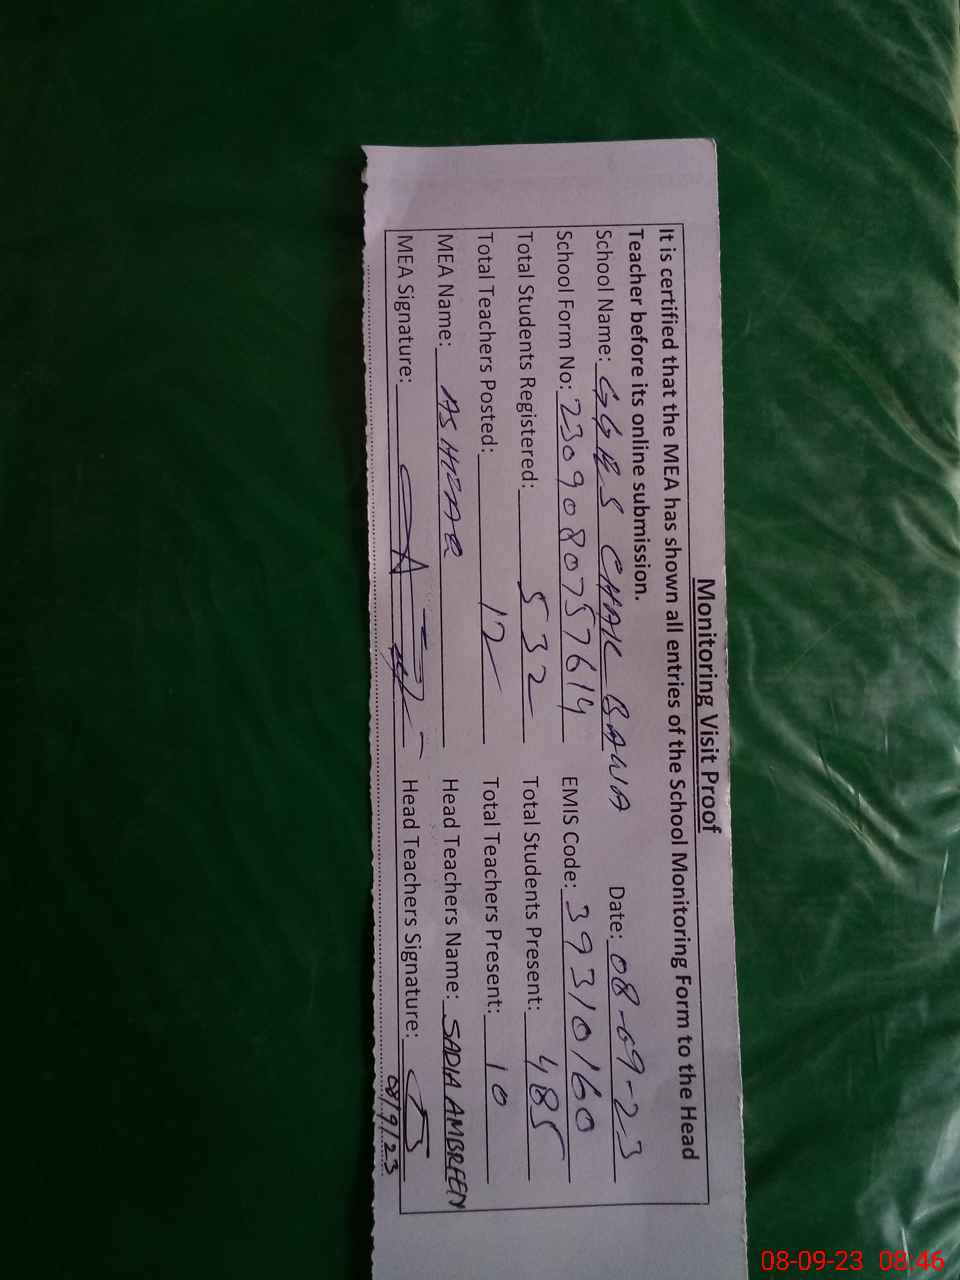 Monitoring Visit Proof
It is certified that the MEA has shown all entries of the School Monitoring Form to the Head
Teacher before its online submission.
School Name: GGES CHAK BAWA Date: 08-09-23
School Form No: 2309080757614 EMIS Code: 39310160
Total Students Registered: 532 Total Students Present: 485
Total Teachers Posted: 12 Total Teachers Present: 10
MEA Name: Head Teachers Name: SADIA AMBREEN
MEA Signature: Head Teachers Signature:
08/9/23
08-09-23 08:46